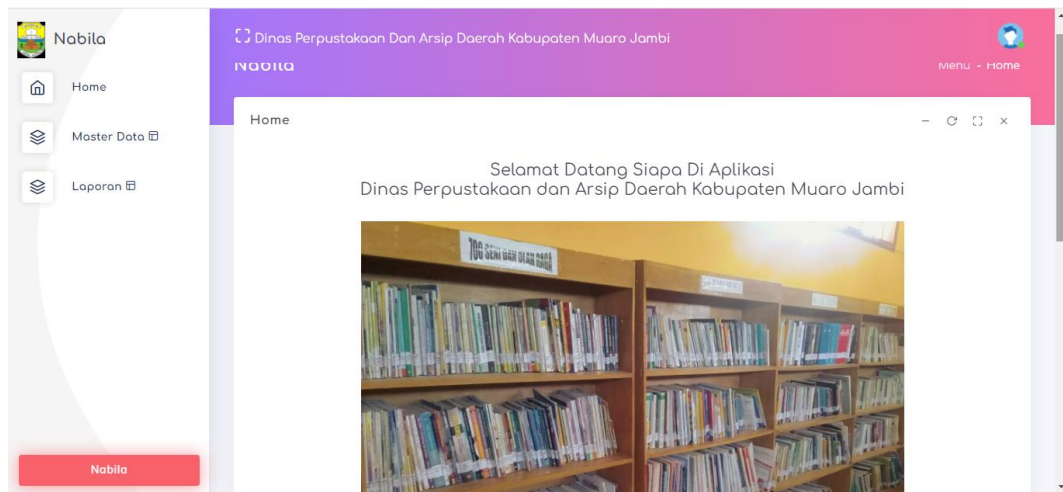 Nabila
Home
Master Data
Laporan
Nabila
Dinas Perpustakaan Dan Arsip Daerah Kabupaten Muaro Jambi
Nabila
Menu - Home
Home
Selamat Datang Siapa Di Aplikasi
Dinas Perpustakaan dan Arsip Daerah Kabupaten Muaro Jambi
700 SENI DAN OLAH RAGA